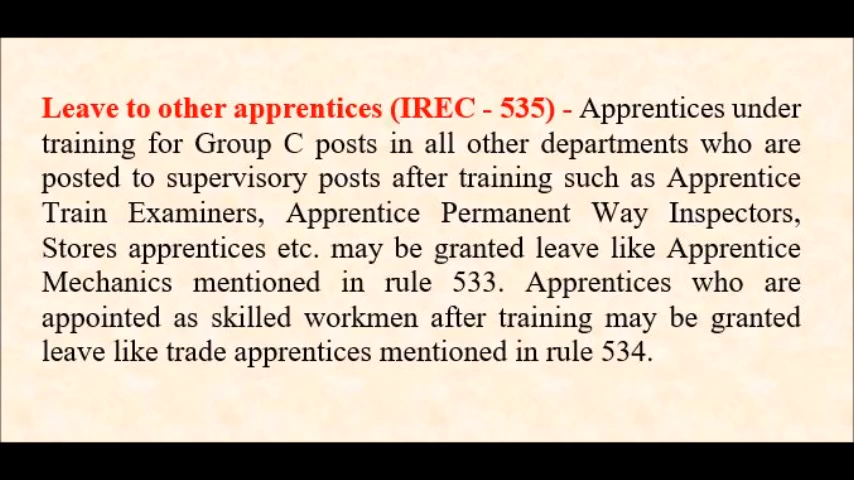 Leave to other apprentices (IREC - 535) - Apprentices under
training for Group C posts in all other departments who are
posted to supervisory posts after training such as Apprentice
Train Examiners, Apprentice Permanent Way Inspectors,
Stores apprentices etc. may be granted leave like Apprentice
Mechanics mentioned in rule 533. Apprentices who are
appointed as skilled workmen after training may be granted
leave like trade apprentices mentioned in rule 534.